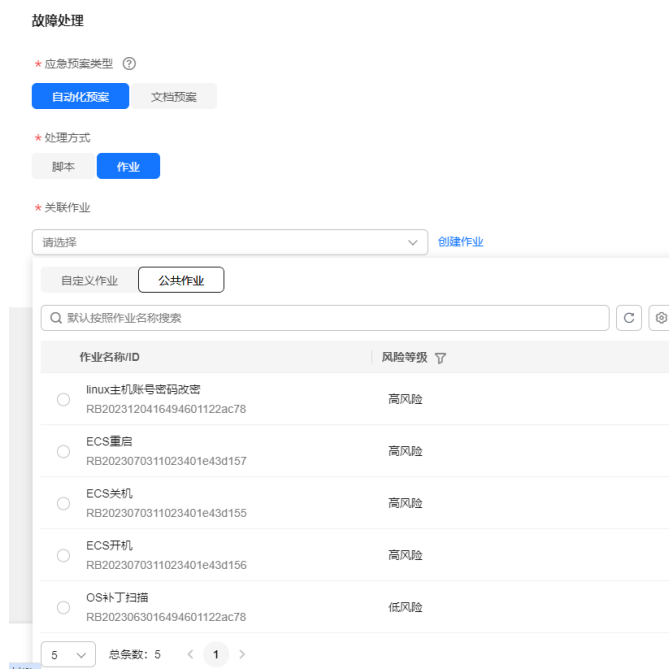 故障处理
* 应急预案类型
自动化预案 文档预案
* 处理方式
脚本 作业
* 关联作业
请选择 创建作业
自定义作业 公共作业
默认按照作业名称搜索
作业名称/ID 风险等级
linux主机账号密码改密
RB2023120416494601122ac78
高风险
ECS重启
RB2023070311023401e43d157
高风险
ECS关机
RB2023070311023401e43d155
高风险
ECS开机
RB2023070311023401e43d156
高风险
OS补丁扫描
RB2023063016494601122ac78
低风险
5 总条数：5 < 1 >